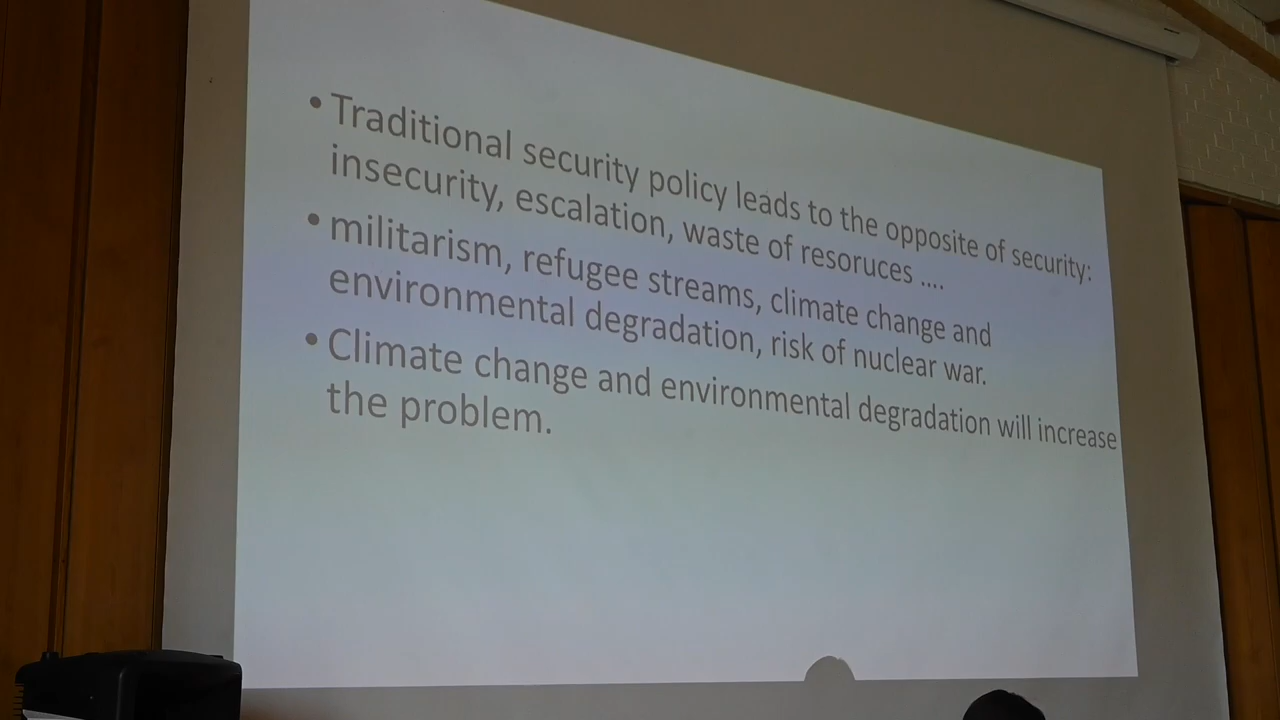 • Traditional security policy leads to the opposite of security:
insecurity, escalation, waste of resoruces ....
• militarism, refugee streams, climate change and
environmental degradation, risk of nuclear war.
• Climate change and environmental degradation will increase
the problem.